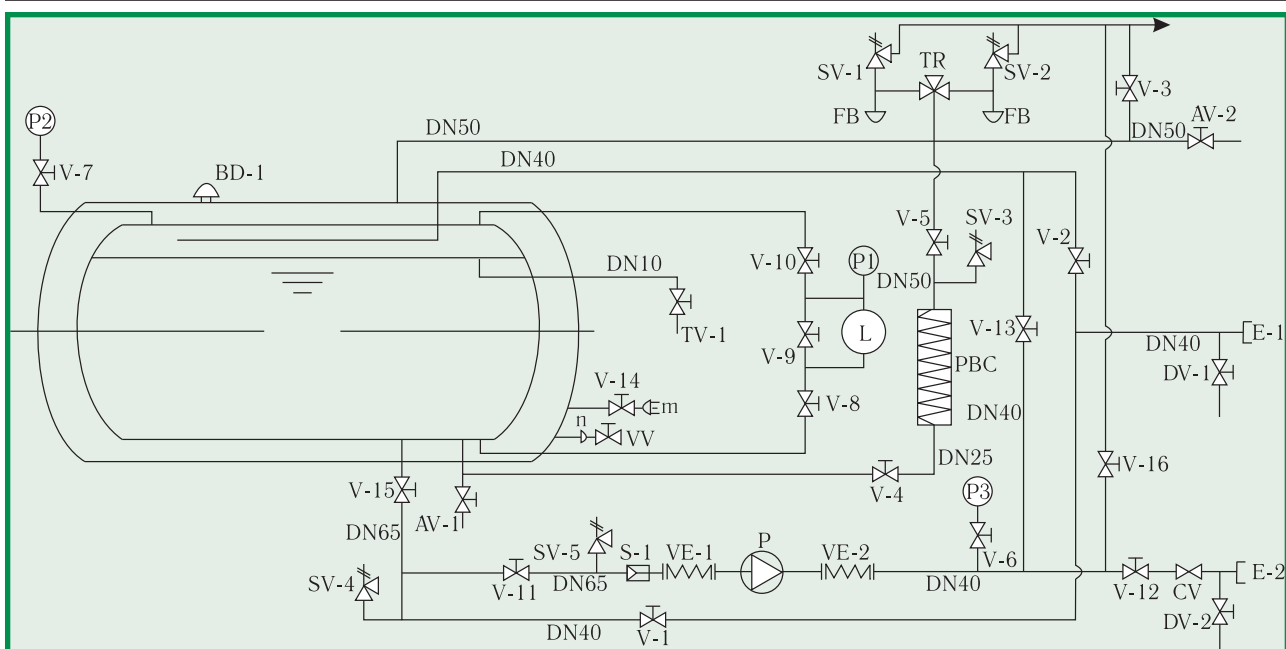 TR
SV-1
SV-2
V-3
P2
FB
FB
AV-2
DN50
DN50
DN40
V-7
BD-1
V-5
SV-3
V-2
V-10
P1
DN10
DN50
TV-1
L
V-13
E-1
V-9
DN40
PBC
DV-1
V-14
m
V-8
DN40
n
VV
DN25
V-16
V-15
V-4
P3
AV-1
DN65
SV-5
S-1
VE-1
P
VE-2
V-6
SV-4
DN65
DN40
E-2
V-11
V-12
CV
DN40
V-1
DV-2